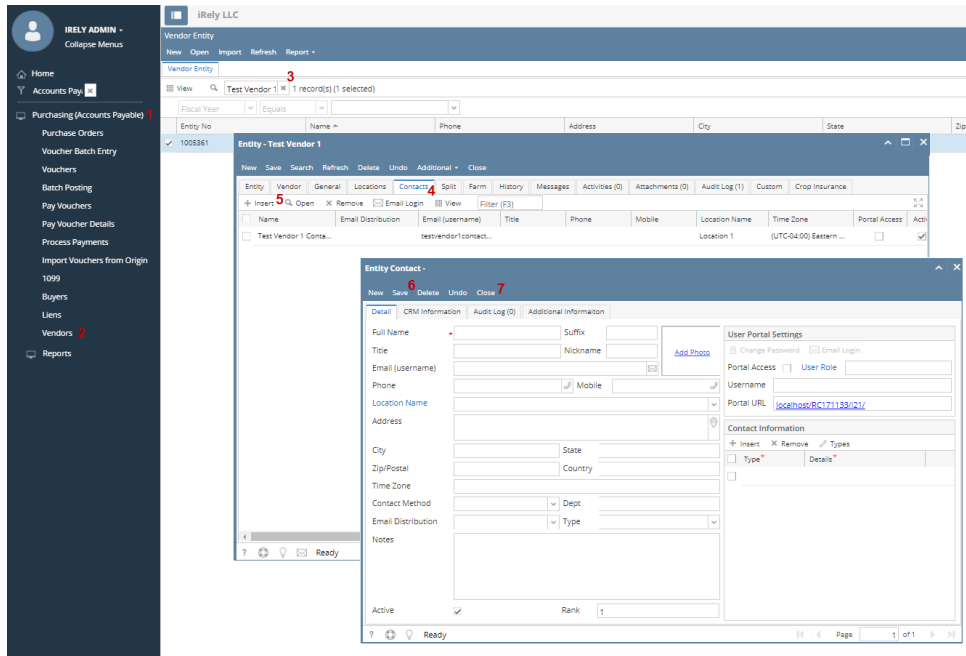 IRELY ADMIN -
Collapse Menus
Home
Accounts Paya ×
Purchasing (Accounts Payable) 1
Purchase Orders
Voucher Batch Entry
Vouchers
Batch Posting
Pay Vouchers
Pay Voucher Details
Process Payments
Import Vouchers from Origin
1099
Buyers
Liens
Vendors 2
Reports
iRely LLC
Vendor Entity
New Open Import Refresh Report
Vendor Entity
3
View Test Vendor 1 × 1 record(s) (1 selected)
Fiscal Year Equals
Entity No Name Phone Address City State Zip
1005361
Entity - Test Vendor 1
New Save Search Refresh Delete Undo Additional Close
Entity Vendor General Locations Contacts Split Farm History Messages Activities (0) Attachments (0) Audit Log (1) Custom Crop Insurance
4
Insert 5 Open Remove Email Login View Filter (F3)
Name Email Distribution Email (username) Title Phone Mobile Location Name Time Zone Portal Access Acti
Test Vendor 1 Conta... testvendor1contact... Location 1 (UTC-04:00) Eastern ...
? Ready
Entity Contact -
6
New Save Delete Undo Close 7
Detail CRM Information Audit Log (0) Additional Informaiton
Full Name * Suffix
Title Nickname
Add Photo
Email (username)
Phone Mobile
Location Name
Address
City State
Zip/Postal Country
Time Zone
Contact Method Dept
Email Distribution Type
Notes
Active Rank 1
User Portal Settings
Change Password Email Login
Portal Access User Role
Username
Portal URL localhost/RC171133/i21/
Contact Information
Insert Remove Types
Type* Details*
? Ready
Page 1 of 1